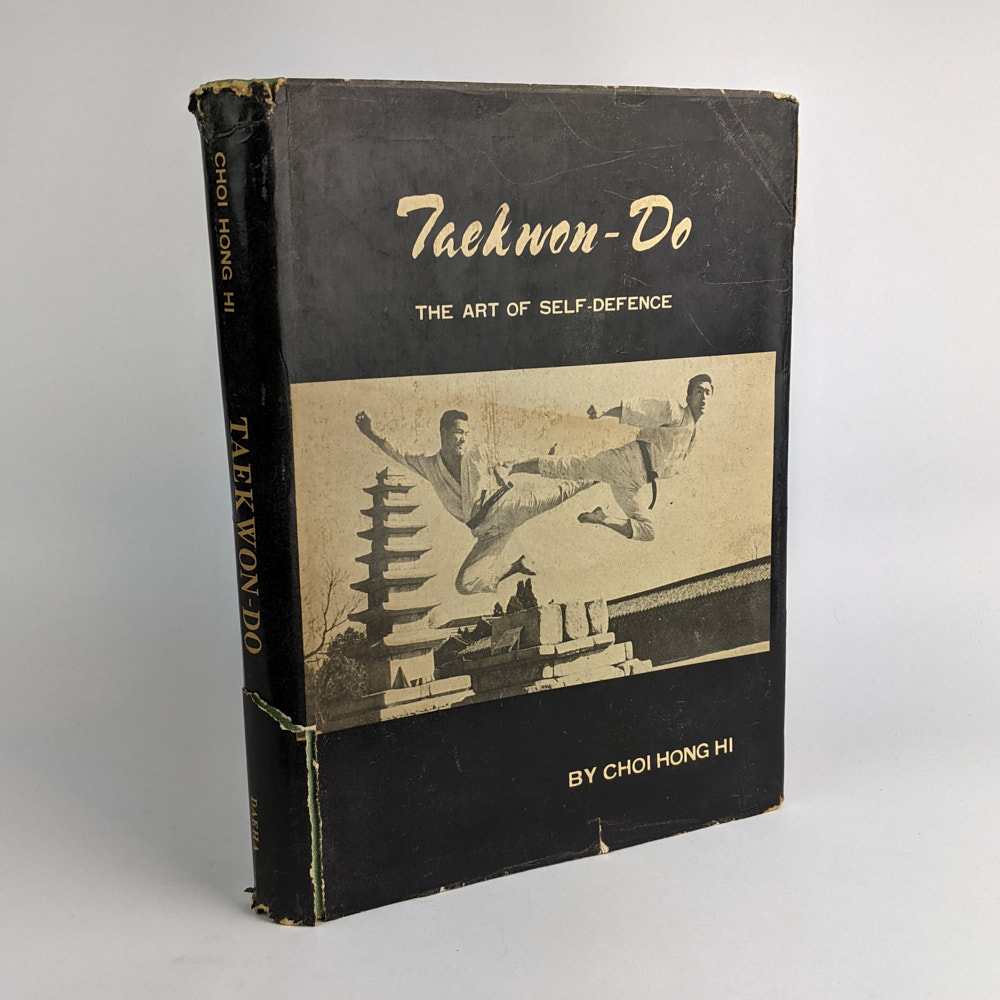 CHOI HONG HI
TAEKWON-DO
DAEHA
Taekwon-Do
THE ART OF SELF-DEFENCE
BY CHOI HONG HI